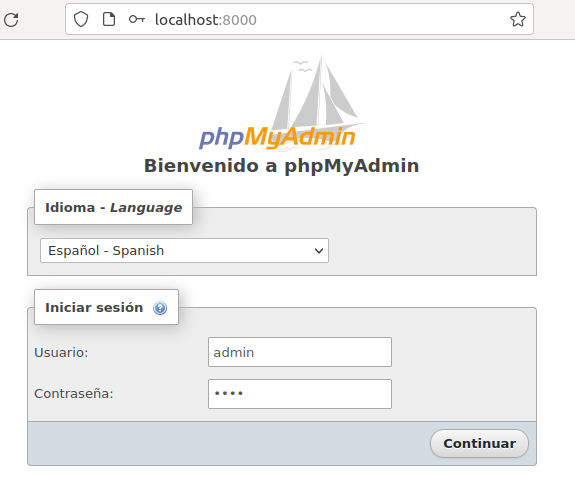 localhost:8000
phpMyAdmin
Bienvenido a phpMyAdmin
Idioma - Language
Español - Spanish
Iniciar sesión
Usuario:
admin
Contraseña:
••••
Continuar